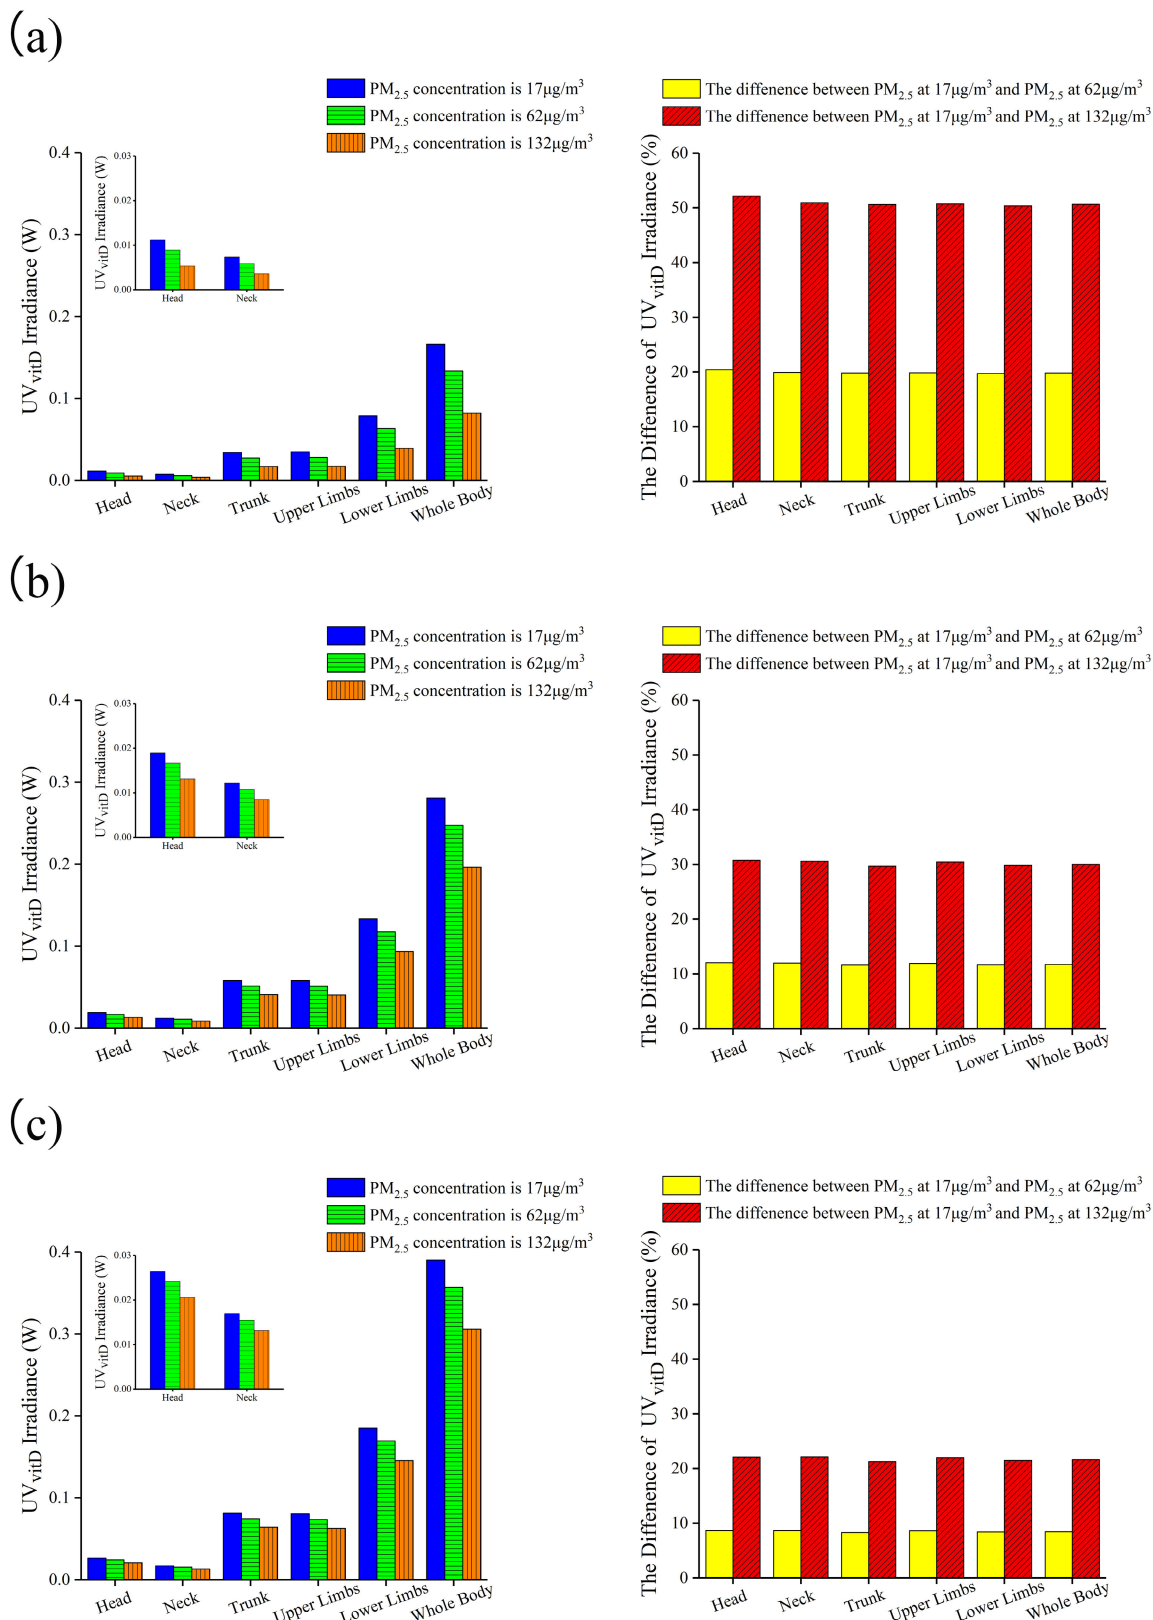 (a)
PM2.5 concentration is 17μg/m3
PM2.5 concentration is 62μg/m3
PM2.5 concentration is 132μg/m3
UVvitD Irradiance (W)
0.4
0.3
0.2
0.1
0.0
Head
Neck
Trunk
Upper Limbs
Lower Limbs
Whole Body
UVvitD Irradiance (W)
0.03
0.02
0.01
0.00
Head
Neck
The diffenence between PM2.5 at 17μg/m3 and PM2.5 at 62μg/m3
The diffenence between PM2.5 at 17μg/m3 and PM2.5 at 132μg/m3
The Diffenence of UVvitD Irradiance (%)
60
50
40
30
20
10
0
Head
Neck
Trunk
Upper Limbs
Lower Limbs
Whole Body
(b)
PM2.5 concentration is 17μg/m3
PM2.5 concentration is 62μg/m3
PM2.5 concentration is 132μg/m3
UVvitD Irradiance (W)
0.4
0.3
0.2
0.1
0.0
Head
Neck
Trunk
Upper Limbs
Lower Limbs
Whole Body
UVvitD Irradiance (W)
0.03
0.02
0.01
0.00
Head
Neck
The diffenence between PM2.5 at 17μg/m3 and PM2.5 at 62μg/m3
The diffenence between PM2.5 at 17μg/m3 and PM2.5 at 132μg/m3
The Diffenence of UVvitD Irradiance (%)
60
50
40
30
20
10
0
Head
Neck
Trunk
Upper Limbs
Lower Limbs
Whole Body
(c)
PM2.5 concentration is 17μg/m3
PM2.5 concentration is 62μg/m3
PM2.5 concentration is 132μg/m3
UVvitD Irradiance (W)
0.4
0.3
0.2
0.1
0.0
Head
Neck
Trunk
Upper Limbs
Lower Limbs
Whole Body
UVvitD Irradiance (W)
0.03
0.02
0.01
0.00
Head
Neck
The diffenence between PM2.5 at 17μg/m3 and PM2.5 at 62μg/m3
The diffenence between PM2.5 at 17μg/m3 and PM2.5 at 132μg/m3
The Diffenence of UVvitD Irradiance (%)
60
50
40
30
20
10
0
Head
Neck
Trunk
Upper Limbs
Lower Limbs
Whole Body